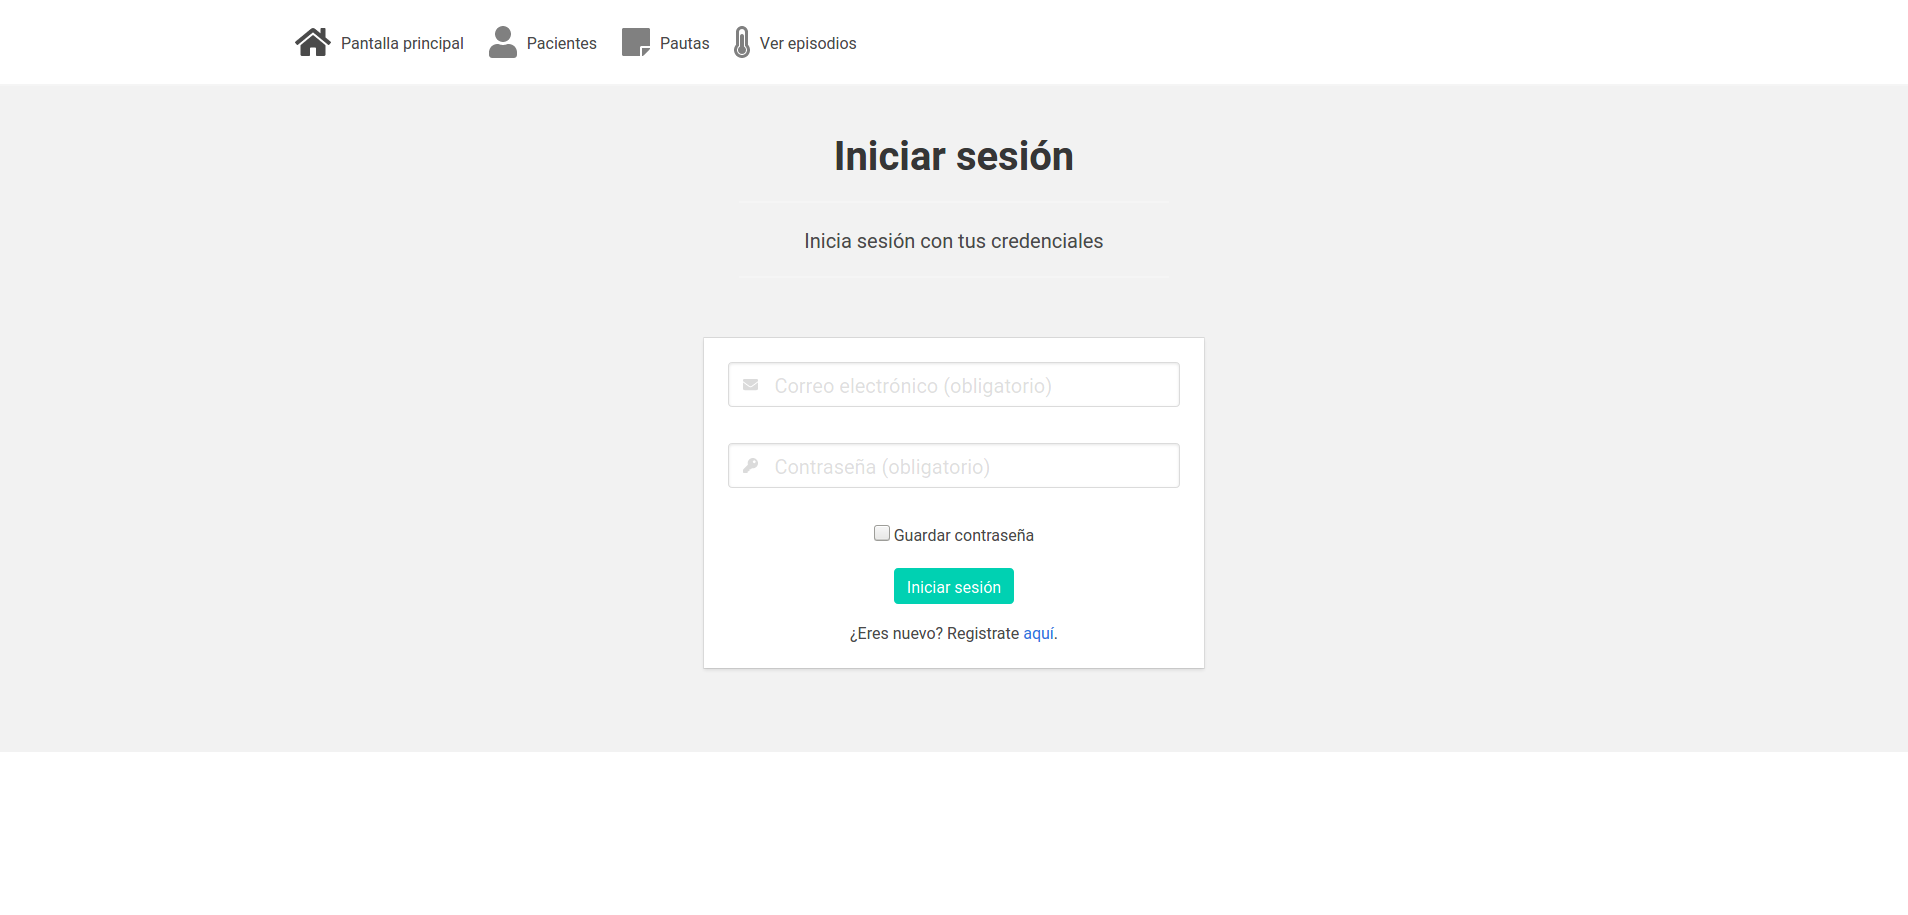 Pantalla principal Pacientes Pautas Ver episodios
Iniciar sesión
Inicia sesión con tus credenciales
Correo electrónico (obligatorio)
Contraseña (obligatorio)
Guardar contraseña
Iniciar sesión
¿Eres nuevo? Registrate aquí.